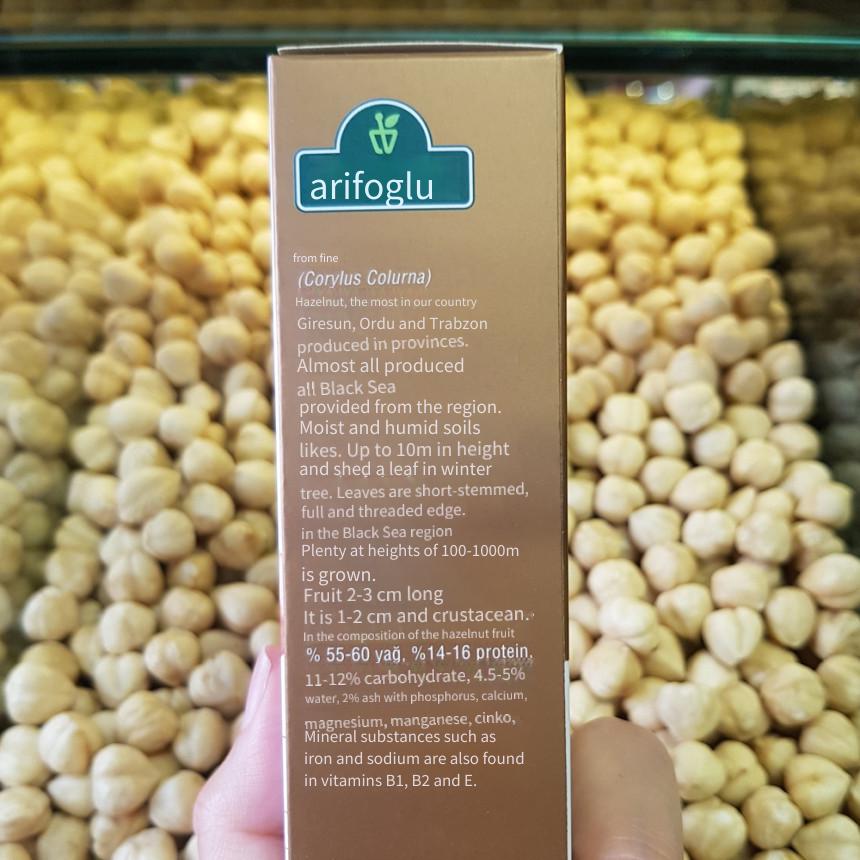 arifoglu
from fine
(Corylus Colurna)
Hazelnut, the most in our country
Giresun, Ordu and Trabzon
produced in provinces.
Almost all produced
all Black Sea
provided from the region.
Moist and humid soils
likes. Up to 10m in height
and shed a leaf in winter
tree. Leaves are short-stemmed,
full and threaded edge.
in the Black Sea region
Plenty at heights of 100-1000m
is grown.
Fruit 2-3 cm long
It is 1-2 cm and crustacean.
In the composition of the hazelnut fruit
% 55-60 yağ, %14-16 protein,
11-12% carbohydrate, 4.5-5%
water, 2% ash with phosphorus, calcium,
magnesium, manganese, cinko,
Mineral substances such as
iron and sodium are also found
in vitamins B1, B2 and E.